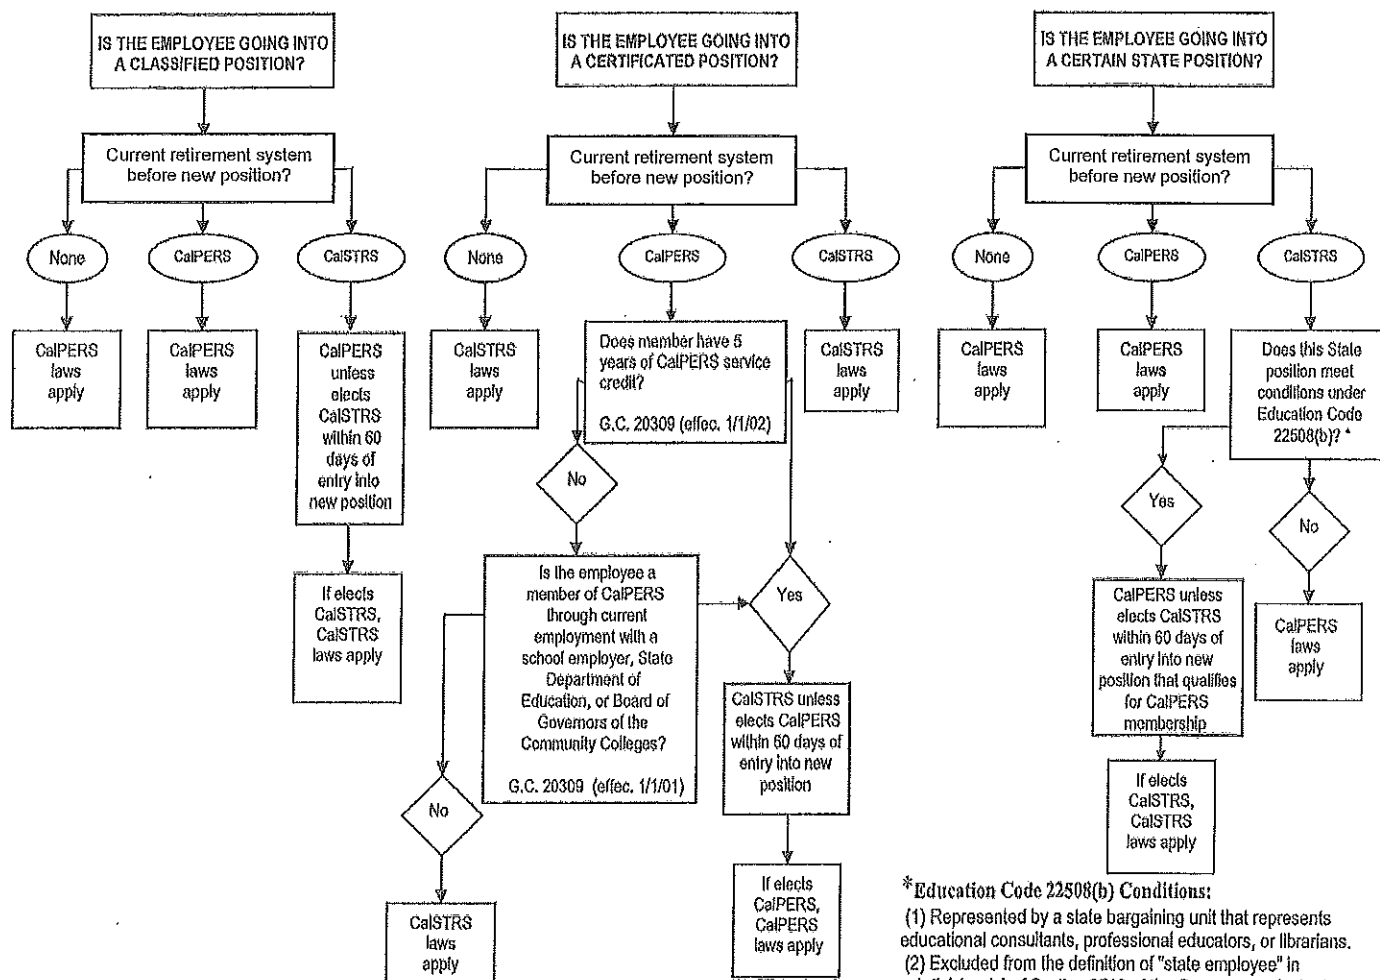 IS THE EMPLOYEE GOING INTO
A CLASSIFIED POSITION?
Current retirement system
before new position?
None
CalPERS
CalSTRS
CalPERS
laws
apply
CalPERS
laws
apply
CalPERS
unless
elects
CalSTRS
within 60
days of
entry into
new position
If elects
CalSTRS,
CalSTRS
laws apply
IS THE EMPLOYEE GOING INTO
A CERTIFICATED POSITION?
Current retirement system
before new position?
None
CalPERS
CalSTRS
CalSTRS
laws
apply
Does member have 5
years of CalPERS service
credit?
G.C. 20309 (effec. 1/1/02)
CalSTRS
laws
apply
No
Is the employee a
member of CalPERS
through current
employment with a
school employer, State
Department of
Education, or Board of
Governors of the
Community Colleges?
G.C. 20309 (effec. 1/1/01)
Yes
No
CalSTRS
laws
apply
CalSTRS unless
elects CalPERS
within 60 days of
entry into new
position
If elects
CalPERS,
CalPERS
laws apply
IS THE EMPLOYEE GOING INTO
A CERTAIN STATE POSITION?
Current retirement system
before new position?
None
CalPERS
CalSTRS
CalPERS
laws
apply
CalPERS
laws
apply
Does this State
position meet
conditions under
Education Code
22508(b)? *
Yes
No
CalPERS unless
elects CalSTRS
within 60 days of
entry into new
position that qualifies
for CalPERS
membership
CalPERS
laws
apply
If elects
CalSTRS,
CalSTRS
laws apply
*Education Code 22508(b) Conditions:
(1) Represented by a state bargaining unit that represents
educational consultants, professional educators, or librarians.
(2) Excluded from the definition of "state employee" in